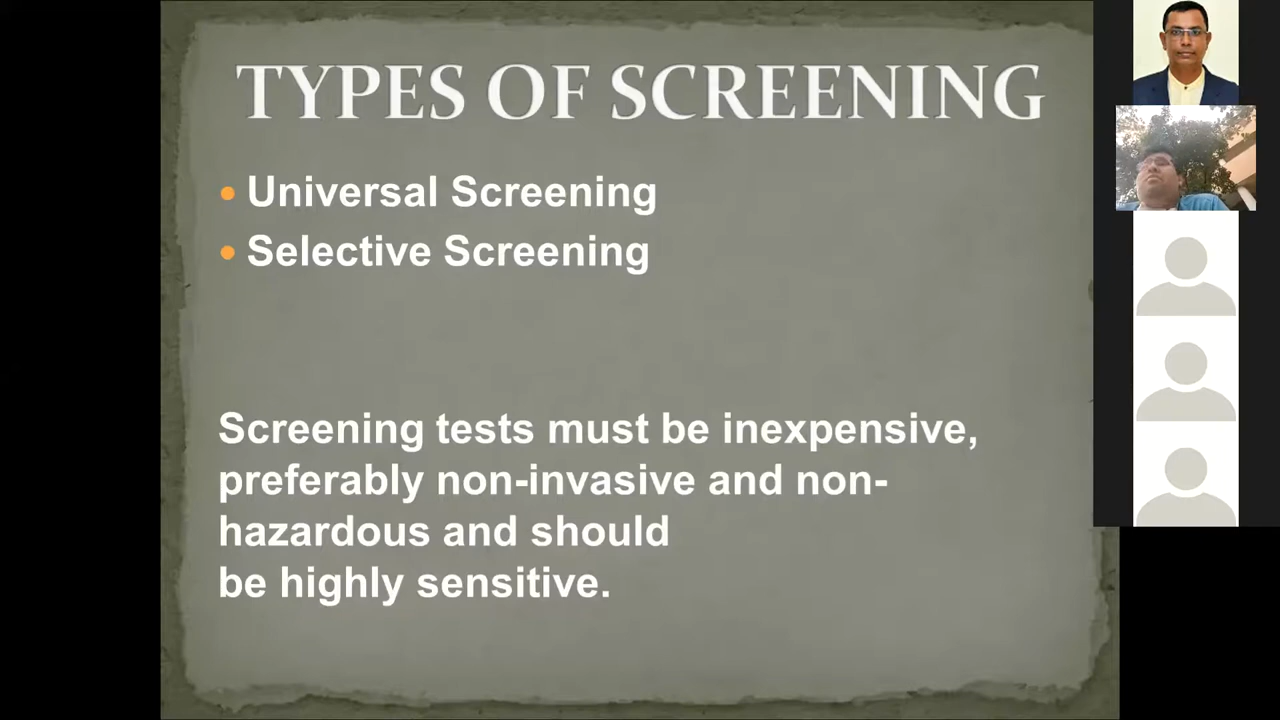 TYPES OF SCREENING
• Universal Screening
• Selective Screening
Screening tests must be inexpensive,
preferably non-invasive and non-
hazardous and should
be highly sensitive.